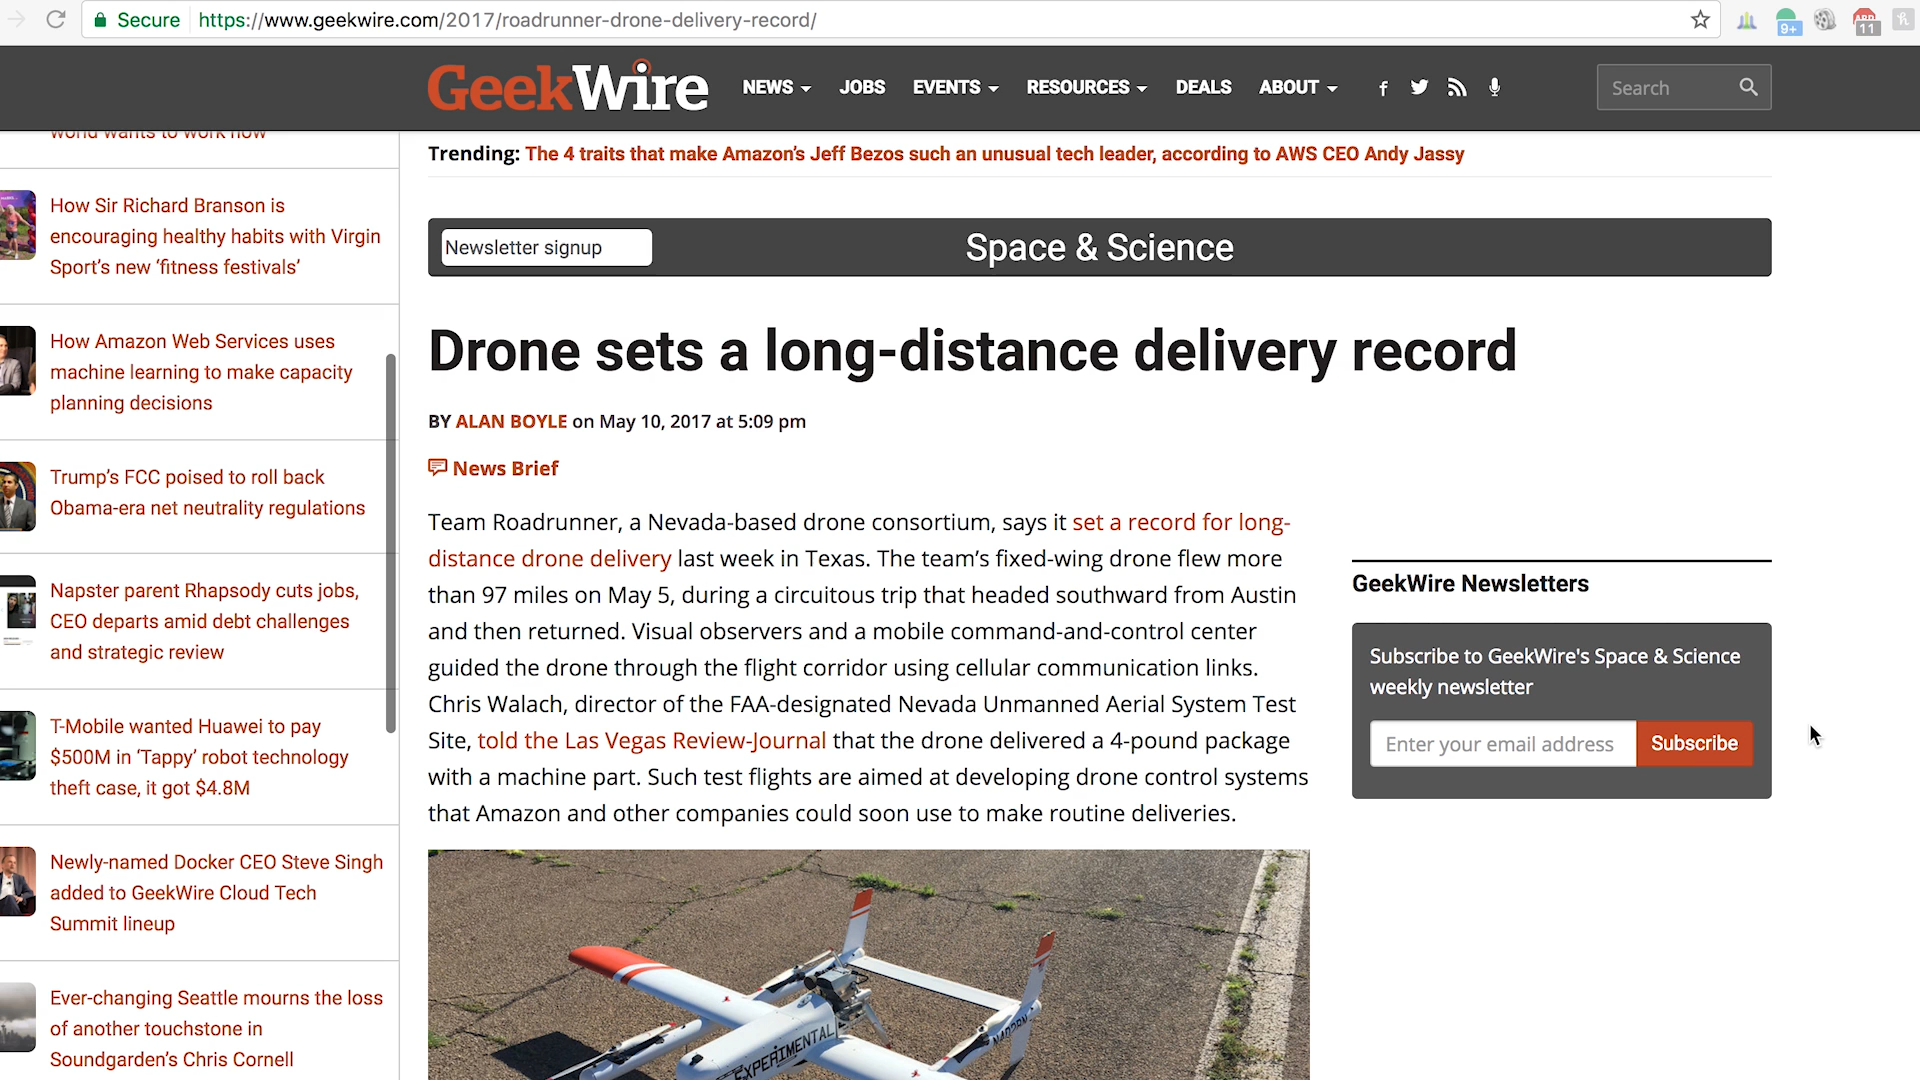 Secure https://www.geekwire.com/2017/roadrunner-drone-delivery-record/
9+
11
GeekWire NEWS JOBS EVENTS RESOURCES DEALS ABOUT Search
world wants to work now
How Sir Richard Branson is
encouraging healthy habits with Virgin
Sport's new 'fitness festivals'
How Amazon Web Services uses
machine learning to make capacity
planning decisions
Trump's FCC poised to roll back
Obama-era net neutrality regulations
Napster parent Rhapsody cuts jobs,
CEO departs amid debt challenges
and strategic review
T-Mobile wanted Huawei to pay
$500M in 'Tappy' robot technology
theft case, it got $4.8M
Newly-named Docker CEO Steve Singh
added to GeekWire Cloud Tech
Summit lineup
Ever-changing Seattle mourns the loss
of another touchstone in
Soundgarden's Chris Cornell
Trending: The 4 traits that make Amazon's Jeff Bezos such an unusual tech leader, according to AWS CEO Andy Jassy
Newsletter signup Space & Science
Drone sets a long-distance delivery record
BY ALAN BOYLE on May 10, 2017 at 5:09 pm
News Brief
Team Roadrunner, a Nevada-based drone consortium, says it set a record for long-
distance drone delivery last week in Texas. The team's fixed-wing drone flew more
than 97 miles on May 5, during a circuitous trip that headed southward from Austin
and then returned. Visual observers and a mobile command-and-control center
guided the drone through the flight corridor using cellular communication links.
Chris Walach, director of the FAA-designated Nevada Unmanned Aerial System Test
Site, told the Las Vegas Review-Journal that the drone delivered a 4-pound package
with a machine part. Such test flights are aimed at developing drone control systems
that Amazon and other companies could soon use to make routine deliveries.
EXPERIMENTAL
GeekWire Newsletters
Subscribe to GeekWire's Space & Science
weekly newsletter
Enter your email address Subscribe